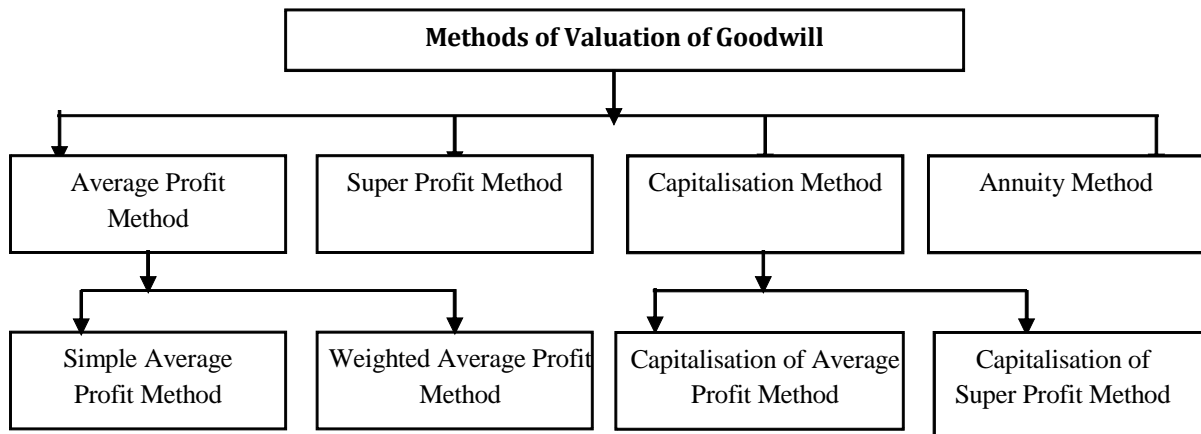 Methods of Valuation of Goodwill
Average Profit
Method
Super Profit Method
Capitalisation Method
Annuity Method
Simple Average
Profit Method
Weighted Average Profit
Method
Capitalisation of Average
Profit Method
Capitalisation of
Super Profit Method